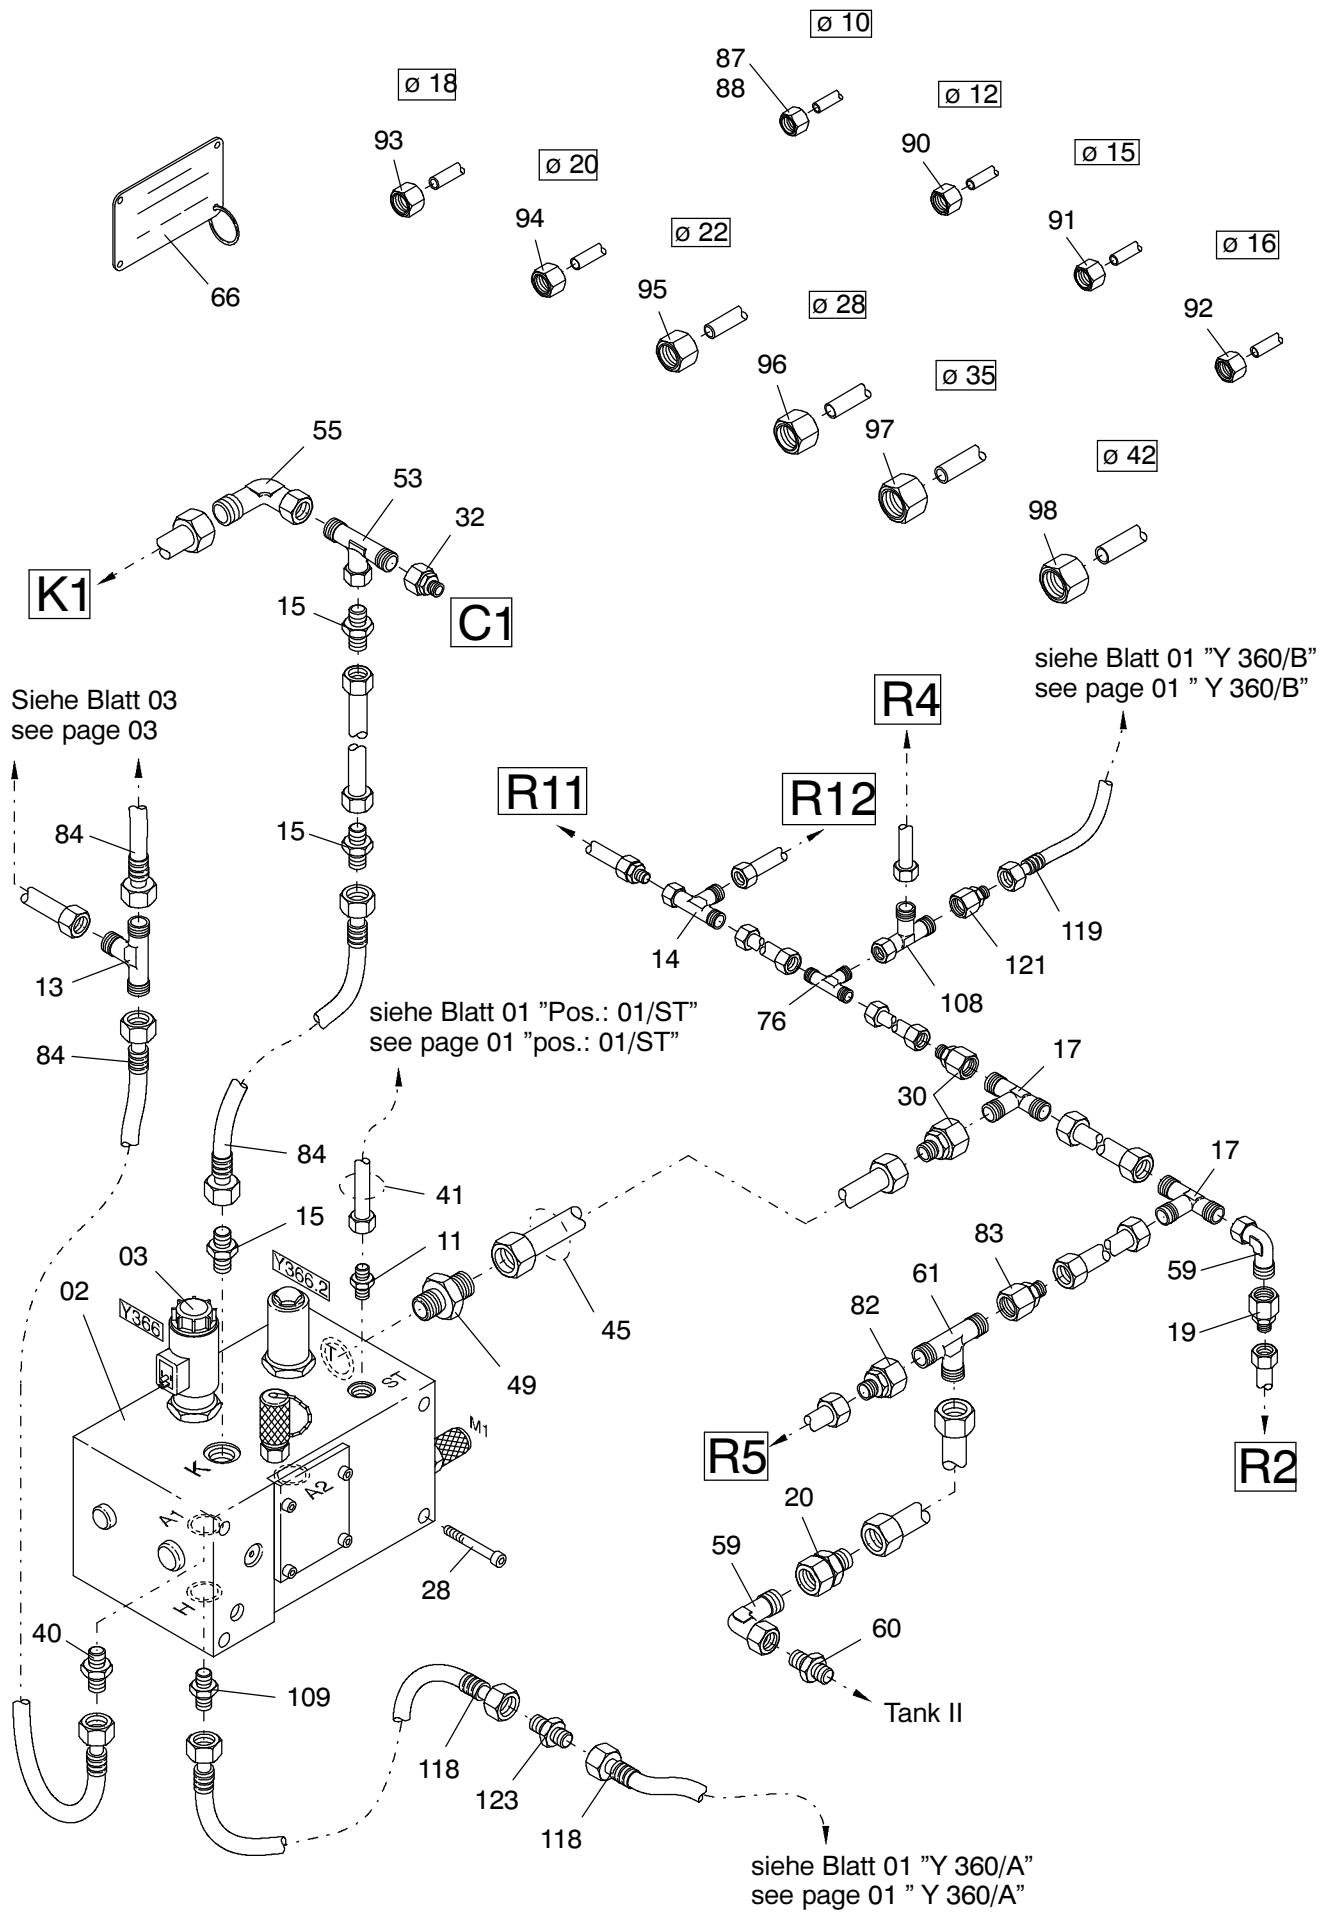 ø 10
87
88
ø 18
ø 12
93
ø 20
90
ø 15
94
ø 22
91
ø 16
66
95
ø 28
92
96
ø 35
55
97
ø 42
53
98
32
K1
15
C1
siehe Blatt 01 ”Y 360/B”
see page 01 ” Y 360/B”
Siehe Blatt 03
see page 03
R4
R11
R12
84
15
119
14
121
13
108
76
siehe Blatt 01 ”Pos.: 01/ST”
see page 01 ”pos.: 01/ST”
84
17
30
84
17
41
15
11
83
03
Y366.2
59
02
61
Y366
45
82
19
T
49
ST
M1
K
R5
R2
A2
20
A1
59
28
H
40
60
109
Tank II
118
123
118
siehe Blatt 01 ”Y 360/A”
see page 01 ” Y 360/A”